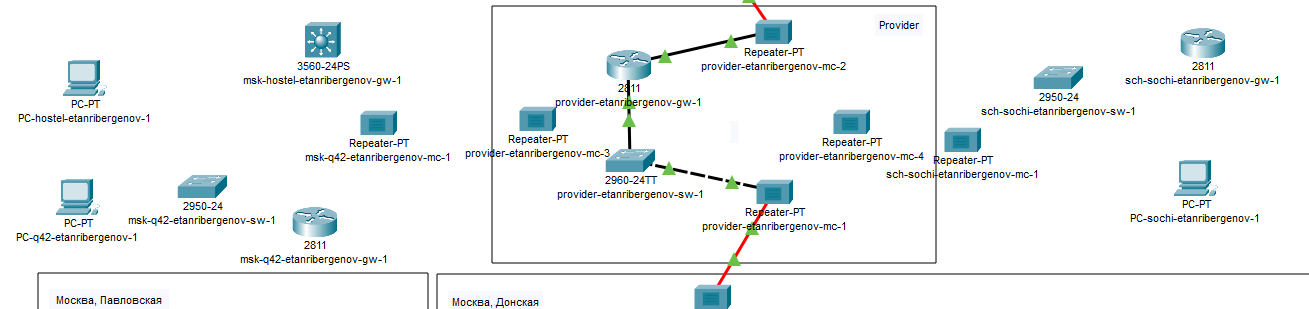 Provider
Repeater-PT
provider-etanribergenov-mc-2
3560-24PS
msk-hostel-etanribergenov-gw-1
2811
sch-sochi-etanribergenov-gw-1
2811
provider-etanribergenov-gw-1
PC-PT
PC-hostel-etanribergenov-1
2950-24
sch-sochi-etanribergenov-sw-1
Repeater-PT
msk-q42-etanribergenov-mc-1
Repeater-PT
provider-etanribergenov-mc-3
Repeater-PT
provider-etanribergenov-mc-4
Repeater-PT
sch-sochi-etanribergenov-mc-1
2960-24TT
provider-etanribergenov-sw-1
2950-24
msk-q42-etanribergenov-sw-1
PC-PT
PC-q42-etanribergenov-1
Repeater-PT
provider-etanribergenov-mc-1
PC-PT
PC-sochi-etanribergenov-1
2811
msk-q42-etanribergenov-gw-1
Москва, Павловская
Москва, Донская